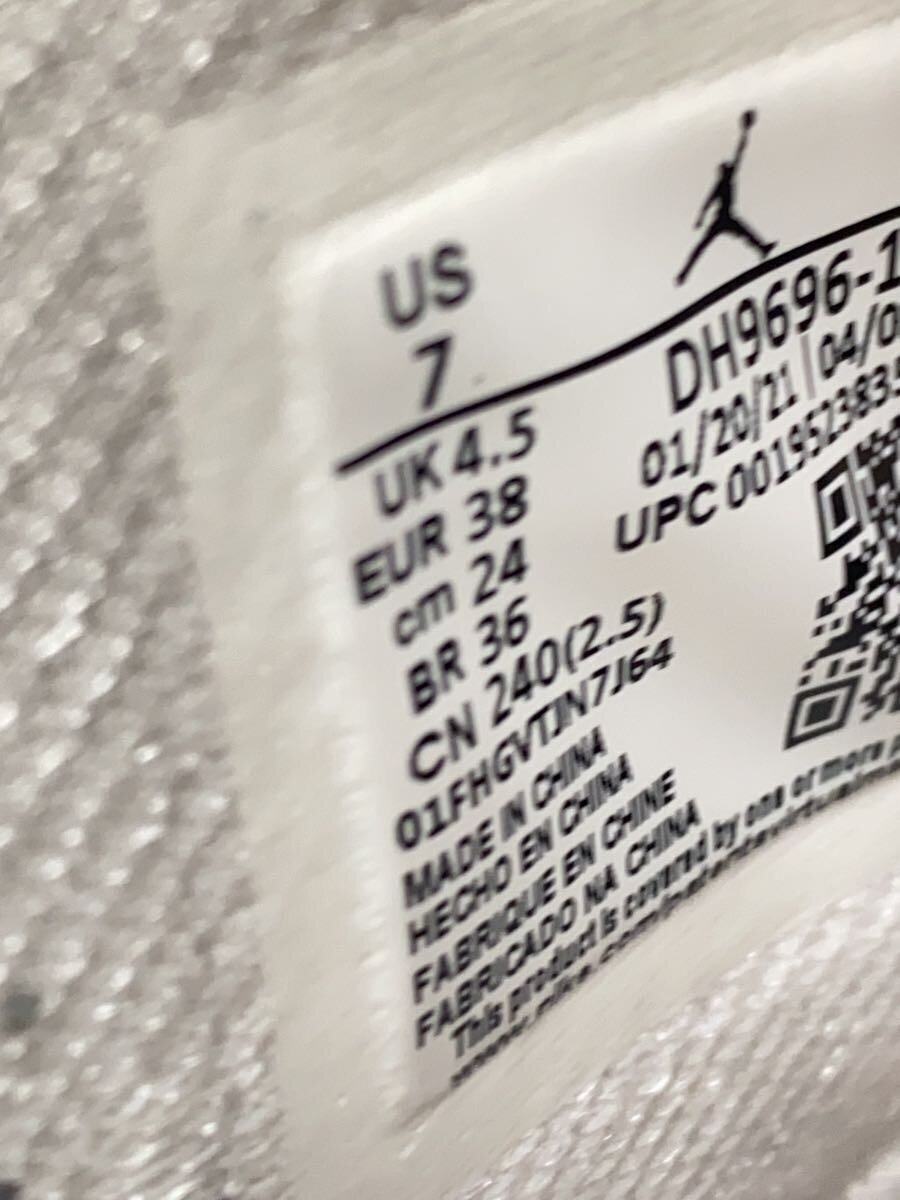 US
7
DH9696-1
01/20/21 04/0
UPC 0019523835
UK 4.5
EUR 38
cm 24
BR 36
CN 240(2.5)
01FHGVTJN7J64
MADE IN CHINA
HECHO EN CHINA
FABRIQUE EN CHINE
FABRICADO NA CHINA
This product is covered by one or more